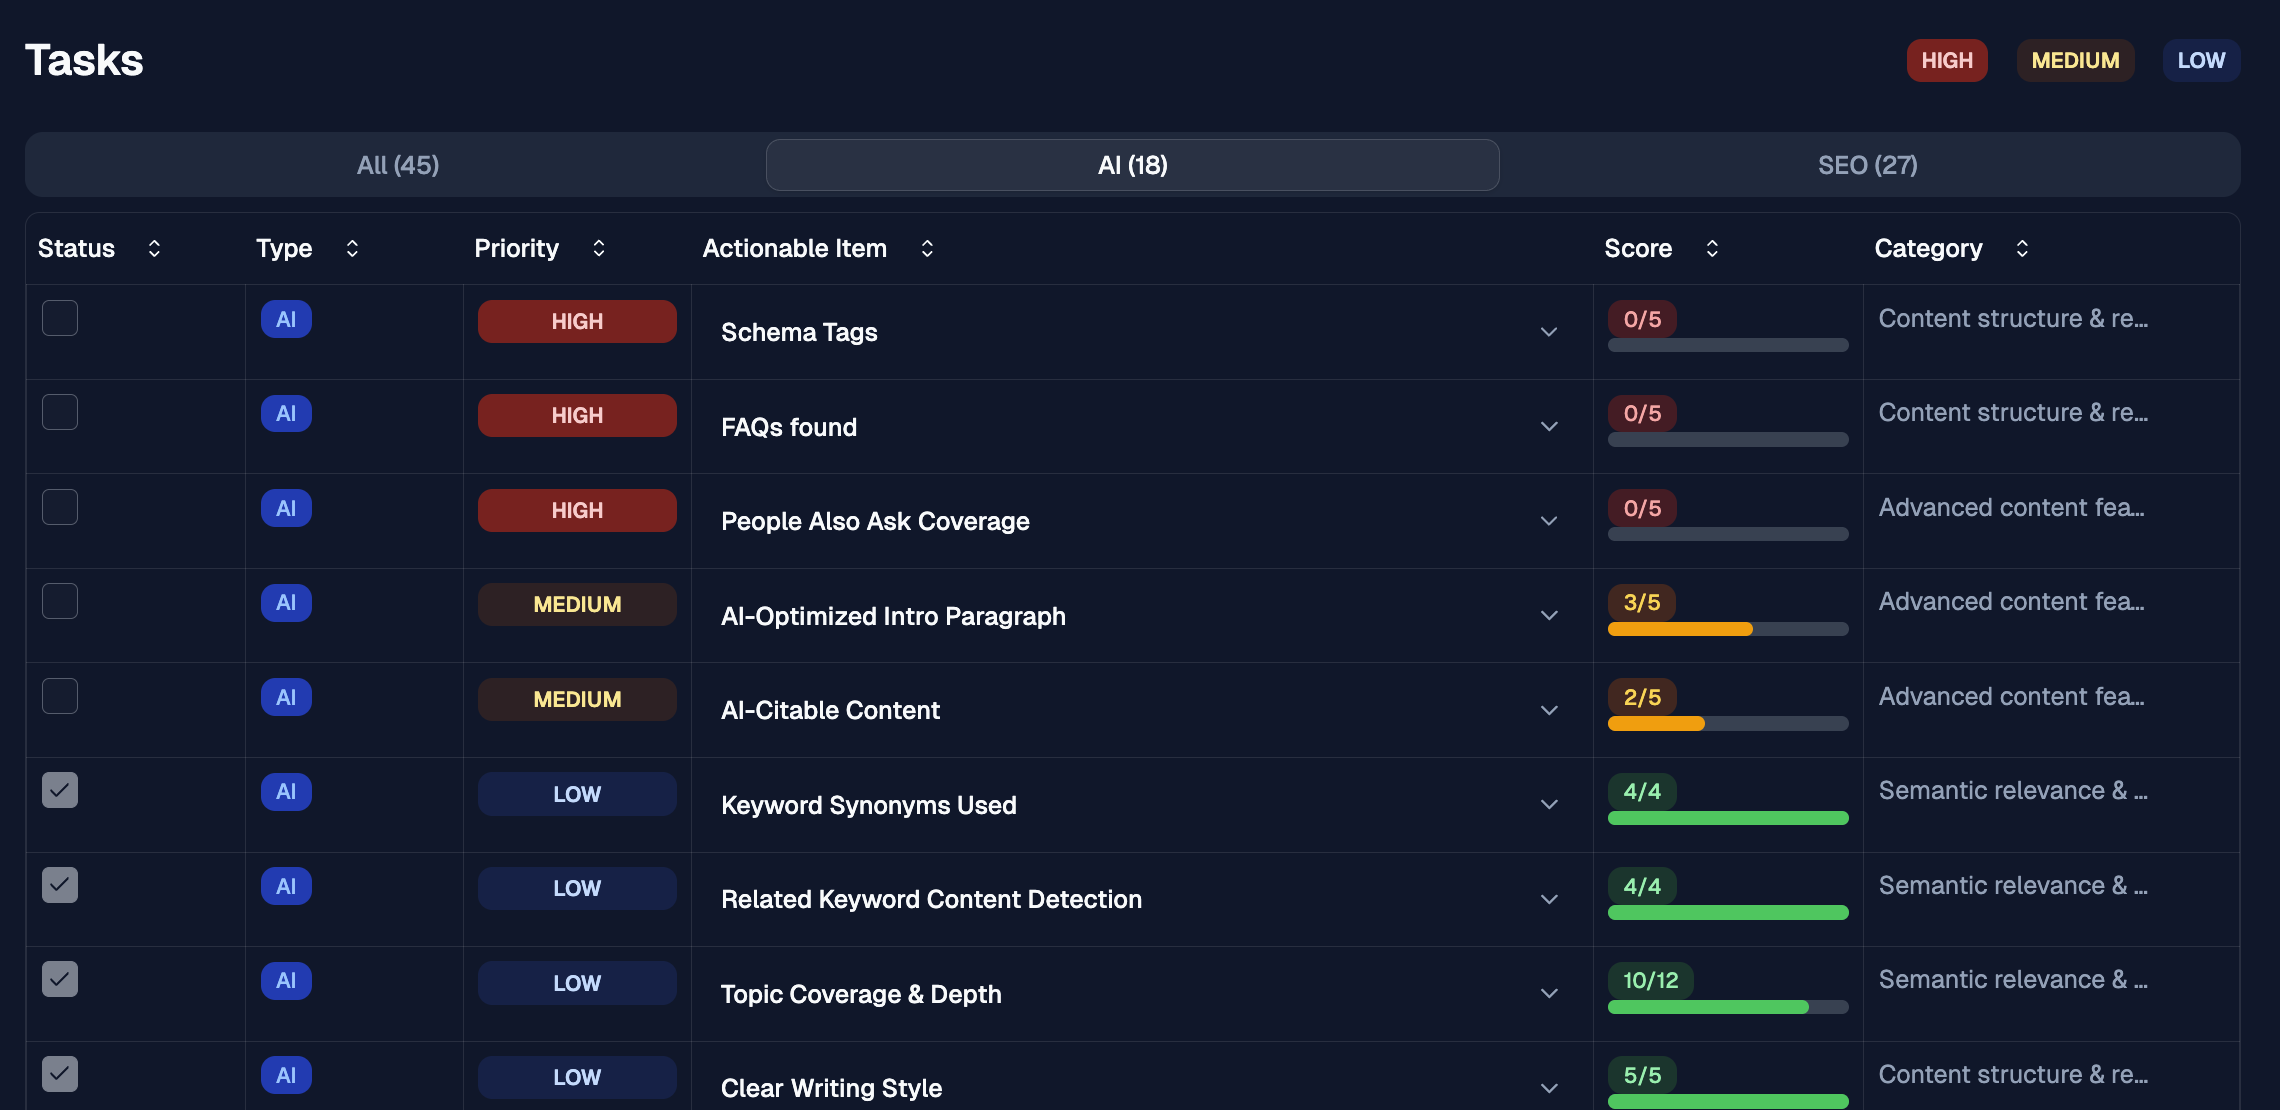 Tasks
HIGH MEDIUM LOW
All (45) AI (18) SEO (27)
Status Type Priority Actionable Item Score Category
AI HIGH Schema Tags 0/5 Content structure & re...
AI HIGH FAQs found 0/5 Content structure & re...
AI HIGH People Also Ask Coverage 0/5 Advanced content fea...
AI MEDIUM AI-Optimized Intro Paragraph 3/5 Advanced content fea...
AI MEDIUM AI-Citable Content 2/5 Advanced content fea...
AI LOW Keyword Synonyms Used 4/4 Semantic relevance & ...
AI LOW Related Keyword Content Detection 4/4 Semantic relevance & ...
AI LOW Topic Coverage & Depth 10/12 Semantic relevance & ...
AI LOW Clear Writing Style 5/5 Content structure & re...